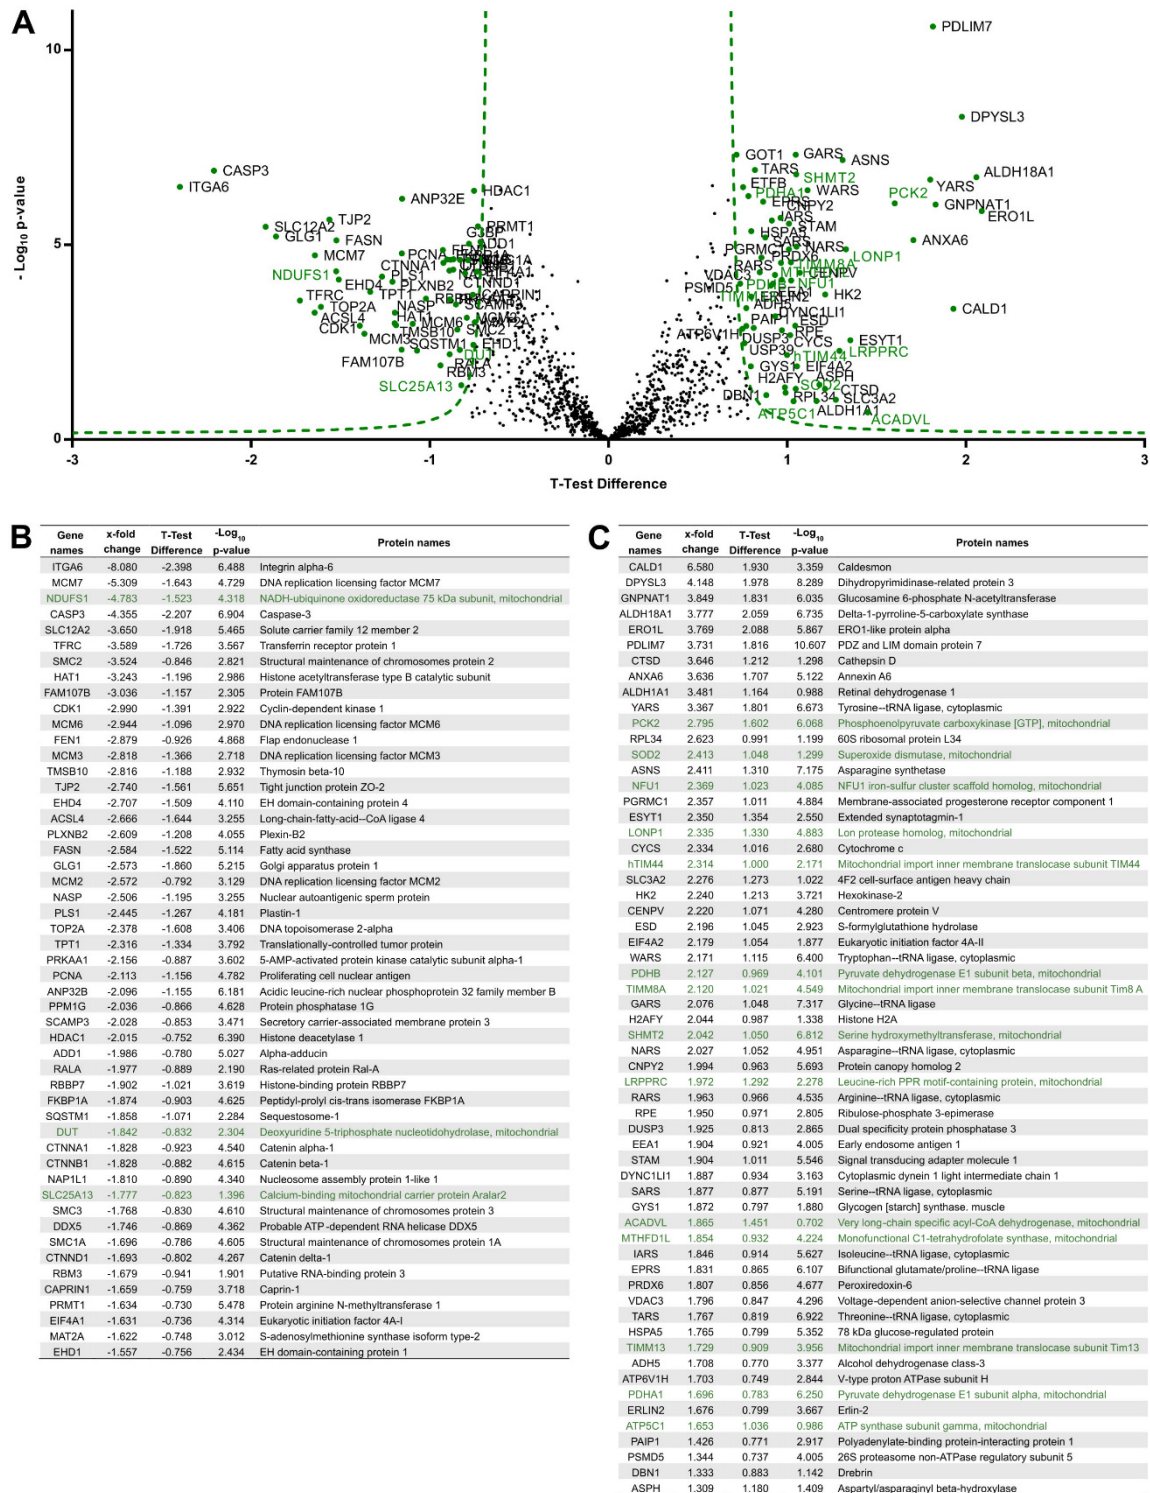 A
- Log10 p-value
10
5
0
-3
-2
-1
0
1
2
3
T-Test Difference
PDLIM7
DPYSL3
CASP3
ITGA6
ANP32E
HDAC1
SLC12A2
TJP2
GLG1
FASN
MCM7
PCNA
NDUFS1
CTNNA1
PLS1
EHD4
PLXNB2
TFRC
TPT1
TOP2A
NASP
ACSL4
HAT1
CDK1
MCM6
TMSB10
MCM3
SQSTM1
FAM107B
SLC25A13
RBM3
RALA
DUT
EHD1
SMC2
PRMT1
ADD1
CTNND1
GOT1
GARS
ASNS
TARS
SHMT2
ALDH18A1
ETFB
PDHA1
WARS
PCK2
YARS
GNPNAT1
ERO1L
EPRS
CNPY2
IARS
STAM
HSPA5
SARS
NARS
ANXA6
LONP1
PGRMC1
PRDX6
RARS
TIMM8A
VDAC3
CENPV
PSMD5
NFU1
EEA1
HK2
CALD1
ADH5
DYNC1LI1
PAIP1
ESD
ATP6V1H
RPE
DUSP3
CYCS
ESYT1
USP39
hTIM44
LRPPRC
GYS1
EIF4A2
H2AFY
ASPH
SOD2
CTSD
DBN1
RPL34
SLC3A2
ALDH1A1
ATP5C1
ACADVL
B
Gene names x-fold change T-Test Difference -Log10 p-value Protein names
ITGA6 -8.080 -2.398 6.488 Integrin alpha-6
MCM7 -5.309 -1.643 4.729 DNA replication licensing factor MCM7
NDUFS1 -4.783 -1.523 4.318 NADH-ubiquinone oxidoreductase 75 kDa subunit, mitochondrial
CASP3 -4.355 -2.207 6.904 Caspase-3
SLC12A2 -3.650 -1.918 5.465 Solute carrier family 12 member 2
TFRC -3.589 -1.726 3.567 Transferrin receptor protein 1
SMC2 -3.524 -0.846 2.821 Structural maintenance of chromosomes protein 2
HAT1 -3.243 -1.196 2.986 Histone acetyltransferase type B catalytic subunit
FAM107B -3.036 -1.157 2.305 Protein FAM107B
CDK1 -2.990 -1.391 2.922 Cyclin-dependent kinase 1
MCM6 -2.944 -1.096 2.970 DNA replication licensing factor MCM6
FEN1 -2.879 -0.926 4.868 Flap endonuclease 1
MCM3 -2.818 -1.366 2.718 DNA replication licensing factor MCM3
TMSB10 -2.816 -1.188 2.932 Thymosin beta-10
TJP2 -2.740 -1.561 5.651 Tight junction protein ZO-2
EHD4 -2.707 -1.509 4.110 EH domain-containing protein 4
ACSL4 -2.666 -1.644 3.255 Long-chain-fatty-acid--CoA ligase 4
PLXNB2 -2.609 -1.208 4.055 Plexin-B2
FASN -2.584 -1.522 5.114 Fatty acid synthase
GLG1 -2.573 -1.860 5.215 Golgi apparatus protein 1
MCM2 -2.572 -0.792 3.129 DNA replication licensing factor MCM2
NASP -2.506 -1.195 3.255 Nuclear autoantigenic sperm protein
PLS1 -2.445 -1.267 4.181 Plastin-1
TOP2A -2.378 -1.608 3.406 DNA topoisomerase 2-alpha
TPT1 -2.316 -1.334 3.792 Translationally-controlled tumor protein
PRKAA1 -2.156 -0.887 3.602 5-AMP-activated protein kinase catalytic subunit alpha-1
PCNA -2.113 -1.156 4.782 Proliferating cell nuclear antigen
ANP32B -2.096 -1.155 6.181 Acidic leucine-rich nuclear phosphoprotein 32 family member B
PPM1G -2.036 -0.866 4.628 Protein phosphatase 1G
SCAMP3 -2.028 -0.853 3.471 Secretory carrier-associated membrane protein 3
HDAC1 -2.015 -0.752 6.390 Histone deacetylase 1
ADD1 -1.986 -0.780 5.027 Alpha-adducin
RALA -1.977 -0.889 2.190 Ras-related protein Ral-A
RBBP7 -1.902 -1.021 3.619 Histone-binding protein RBBP7
FKBP1A -1.874 -0.903 4.625 Peptidyl-prolyl cis-trans isomerase FKBP1A
SQSTM1 -1.858 -1.071 2.284 Sequestosome-1
DUT -1.842 -0.832 2.304 Deoxyuridine 5-triphosphate nucleotidohydrolase, mitochondrial
CTNNA1 -1.828 -0.923 4.540 Catenin alpha-1
CTNNB1 -1.828 -0.882 4.615 Catenin beta-1
NAP1L1 -1.810 -0.890 4.340 Nucleosome assembly protein 1-like 1
SLC25A13 -1.777 -0.823 1.396 Calcium-binding mitochondrial carrier protein Aralar2
SMC3 -1.768 -0.830 4.610 Structural maintenance of chromosomes protein 3
DDX5 -1.746 -0.869 4.362 Probable ATP-dependent RNA helicase DDX5
SMC1A -1.696 -0.786 4.605 Structural maintenance of chromosomes protein 1A
CTNND1 -1.693 -0.802 4.267 Catenin delta-1
RBM3 -1.679 -0.941 1.901 Putative RNA-binding protein 3
CAPRIN1 -1.659 -0.759 3.718 Caprin-1
PRMT1 -1.634 -0.730 5.478 Protein arginine N-methyltransferase 1
EIF4A1 -1.631 -0.736 4.314 Eukaryotic initiation factor 4A-I
MAT2A -1.622 -0.748 3.012 S-adenosylmethionine synthase isoform type-2
EHD1 -1.557 -0.756 2.434 EH domain-containing protein 1
C
Gene names x-fold change T-Test Difference -Log10 p-value Protein names
CALD1 6.580 1.930 3.359 Caldesmon
DPYSL3 4.148 1.978 8.289 Dihydropyrimidinase-related protein 3
GNPNAT1 3.849 1.831 6.035 Glucosamine 6-phosphate N-acetyltransferase
ALDH18A1 3.777 2.059 6.735 Delta-1-pyrroline-5-carboxylate synthase
ERO1L 3.769 2.088 5.867 ERO1-like protein alpha
PDLIM7 3.731 1.816 10.607 PDZ and LIM domain protein 7
CTSD 3.646 1.212 1.298 Cathepsin D
ANXA6 3.636 1.707 5.122 Annexin A6
ALDH1A1 3.481 1.164 0.988 Retinal dehydrogenase 1
YARS 3.367 1.801 6.673 Tyrosine--tRNA ligase, cytoplasmic
PCK2 2.795 1.602 6.068 Phosphoenolpyruvate carboxykinase [GTP], mitochondrial
RPL34 2.623 0.991 1.199 60S ribosomal protein L34
SOD2 2.413 1.048 1.299 Superoxide dismutase, mitochondrial
ASNS 2.411 1.310 7.175 Asparagine synthetase
NFU1 2.369 1.023 4.085 NFU1 iron-sulfur cluster scaffold homolog, mitochondrial
PGRMC1 2.357 1.011 4.884 Membrane-associated progesterone receptor component 1
ESYT1 2.350 1.354 2.550 Extended synaptotagmin-1
LONP1 2.335 1.330 4.883 Lon protease homolog, mitochondrial
CYCS 2.334 1.016 2.680 Cytochrome c
hTIM44 2.314 1.000 2.171 Mitochondrial import inner membrane translocase subunit TIM44
SLC3A2 2.276 1.273 1.022 4F2 cell-surface antigen heavy chain
HK2 2.240 1.213 3.721 Hexokinase-2
CENPV 2.220 1.071 4.280 Centromere protein V
ESD 2.196 1.045 2.923 S-formylglutathione hydrolase
EIF4A2 2.179 1.054 1.877 Eukaryotic initiation factor 4A-II
WARS 2.171 1.115 6.400 Tryptophan--tRNA ligase, cytoplasmic
PDHB 2.127 0.969 4.101 Pyruvate dehydrogenase E1 subunit beta, mitochondrial
TIMM8A 2.120 1.021 4.549 Mitochondrial import inner membrane translocase subunit Tim8 A
GARS 2.076 1.048 7.317 Glycine--tRNA ligase
H2AFY 2.044 0.987 1.338 Histone H2A
SHMT2 2.042 1.050 6.812 Serine hydroxymethyltransferase, mitochondrial
NARS 2.027 1.052 4.951 Asparagine--tRNA ligase, cytoplasmic
CNPY2 1.994 0.963 5.693 Protein canopy homolog 2
LRPPRC 1.972 1.292 2.278 Leucine-rich PPR motif-containing protein, mitochondrial
RARS 1.963 0.966 4.535 Arginine--tRNA ligase, cytoplasmic
RPE 1.950 0.971 2.805 Ribulose-phosphate 3-epimerase
DUSP3 1.925 0.813 2.865 Dual specificity protein phosphatase 3
EEA1 1.904 0.921 4.005 Early endosome antigen 1
STAM 1.904 1.011 5.546 Signal transducing adapter molecule 1
DYNC1LI1 1.887 0.934 3.163 Cytoplasmic dynein 1 light intermediate chain 1
SARS 1.877 0.877 5.191 Serine--tRNA ligase, cytoplasmic
GYS1 1.872 0.797 1.880 Glycogen [starch] synthase. muscle
ACADVL 1.865 1.451 0.702 Very long-chain specific acyl-CoA dehydrogenase, mitochondrial
MTHFD1L 1.854 0.932 4.224 Monofunctional C1-tetrahydrofolate synthase, mitochondrial
IARS 1.846 0.914 5.627 Isoleucine--tRNA ligase, cytoplasmic
EPRS 1.831 0.865 6.107 Bifunctional glutamate/proline--tRNA ligase
PRDX6 1.807 0.856 4.677 Peroxiredoxin-6
VDAC3 1.796 0.847 4.296 Voltage-dependent anion-selective channel protein 3
TARS 1.767 0.819 6.922 Threonine--tRNA ligase, cytoplasmic
HSPA5 1.765 0.799 5.352 78 kDa glucose-regulated protein
TIMM13 1.729 0.909 3.956 Mitochondrial import inner membrane translocase subunit Tim13
ADH5 1.708 0.770 3.377 Alcohol dehydrogenase class-3
ATP6V1H 1.703 0.749 2.844 V-type proton ATPase subunit H
PDHA1 1.696 0.783 6.250 Pyruvate dehydrogenase E1 subunit alpha, mitochondrial
ERLIN2 1.676 0.799 3.667 Erlin-2
ATP5C1 1.653 1.036 0.986 ATP synthase subunit gamma, mitochondrial
PAIP1 1.426 0.771 2.917 Polyadenylate-binding protein-interacting protein 1
PSMD5 1.344 0.737 4.005 26S proteasome non-ATPase regulatory subunit 5
DBN1 1.333 0.883 1.142 Drebrin
ASPH 1.309 1.180 1.409 Aspartyl/asparaginyl beta-hydroxylase